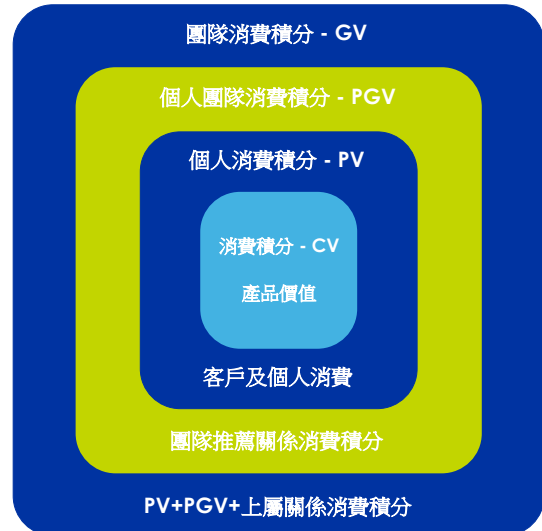 團隊消費積分 - GV
個人團隊消費積分 - PGV
個人消費積分 - PV
消費積分 - CV
產品價值
客戶及個人消費
團隊推薦關係消費積分
PV+PGV+上屬關係消費積分